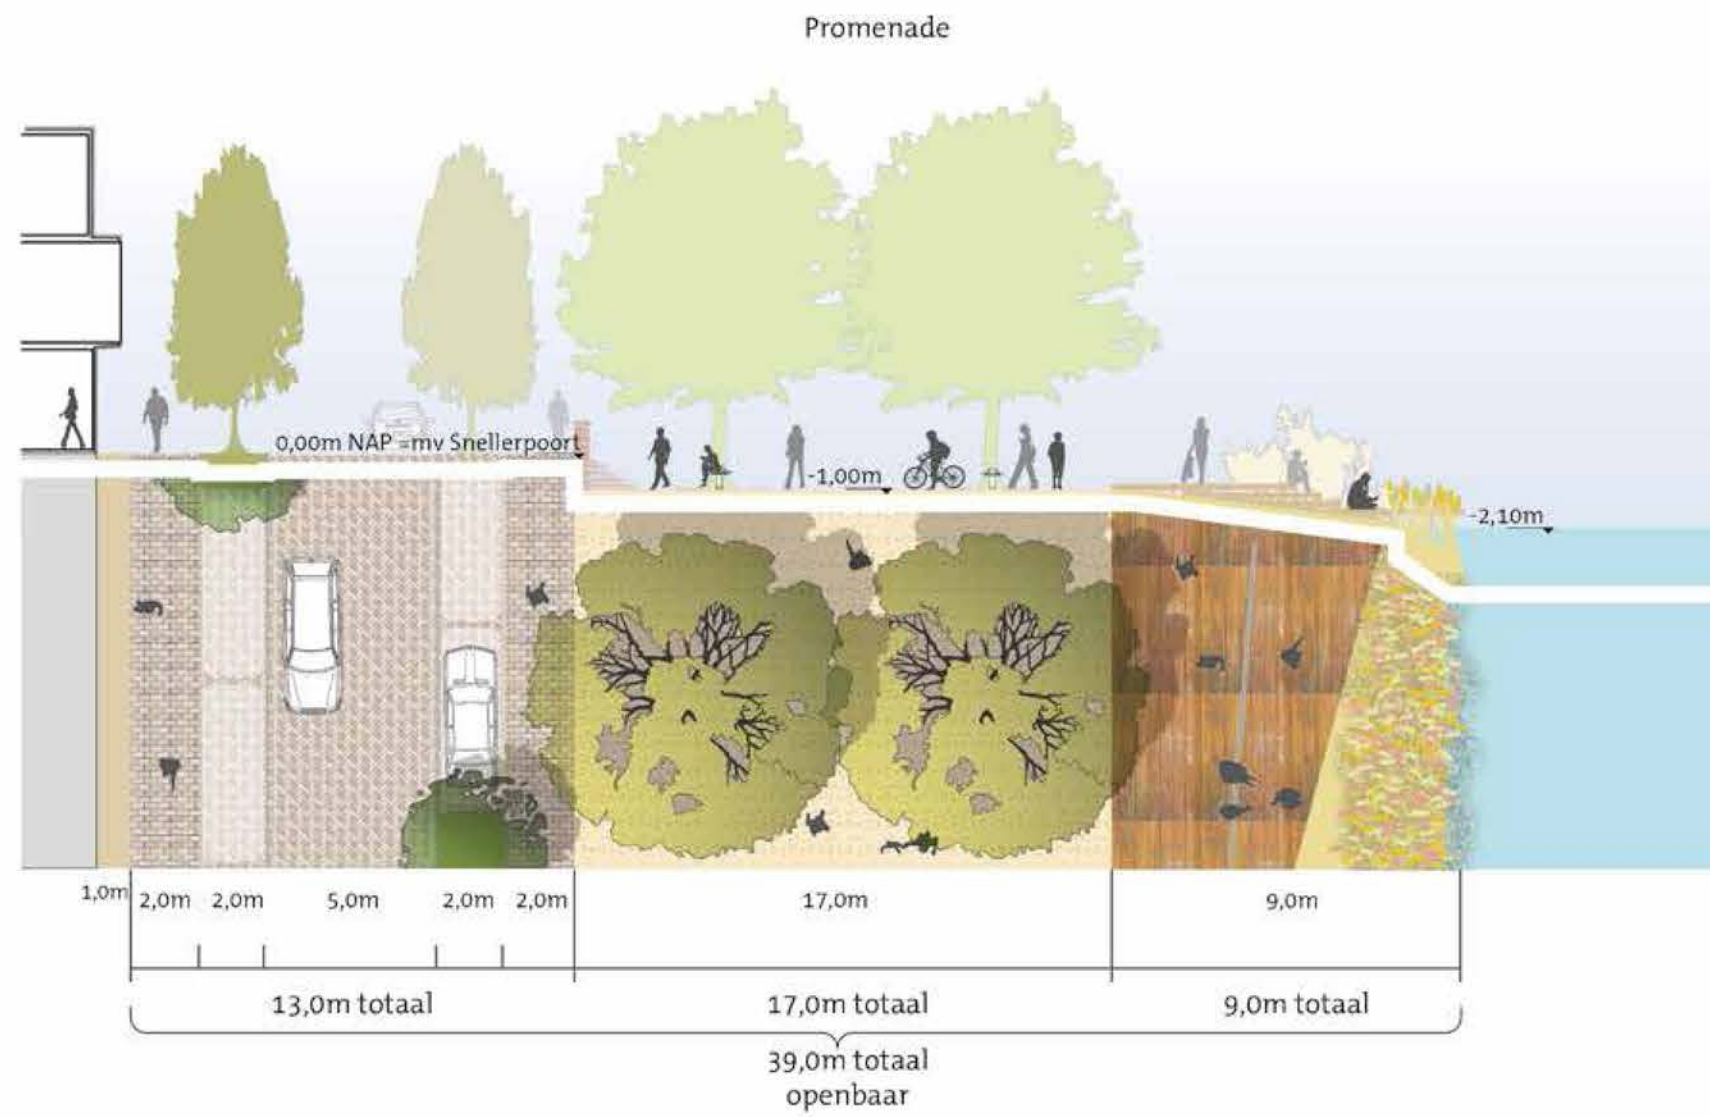 Promenade
0,00m NAP =mv Snellerpoort
-1,00m
-2,10m
1,0m
2,0m 2,0m 5,0m 2,0m 2,0m 17,0m 9,0m
13,0m totaal 17,0m totaal 9,0m totaal
39,0m totaal
openbaar